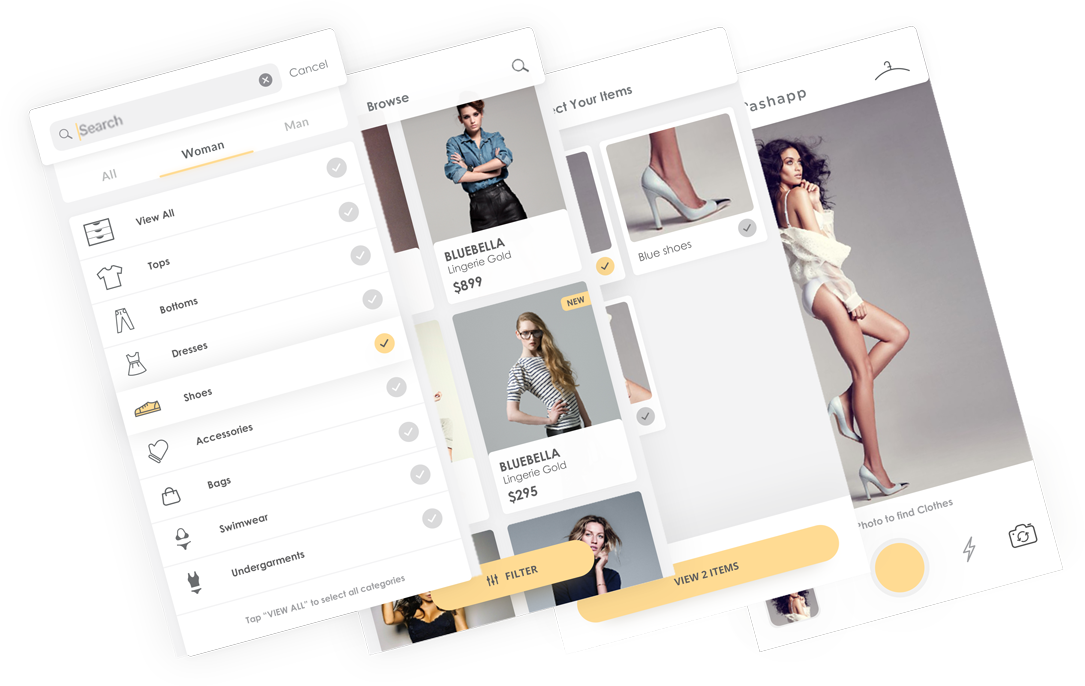 Search
Cancel
All
Woman
Man
View All
Tops
Bottoms
Dresses
Shoes
Accessories
Bags
Swimwear
Undergarments
Tap "VIEW ALL" to select all categories
Browse
BLUEBELLA
Lingerie Gold
$899
NEW
BLUEBELLA
Lingerie Gold
$295
FILTER
Your Items
Blue shoes
VIEW 2 ITEMS
Photo to find Clothes